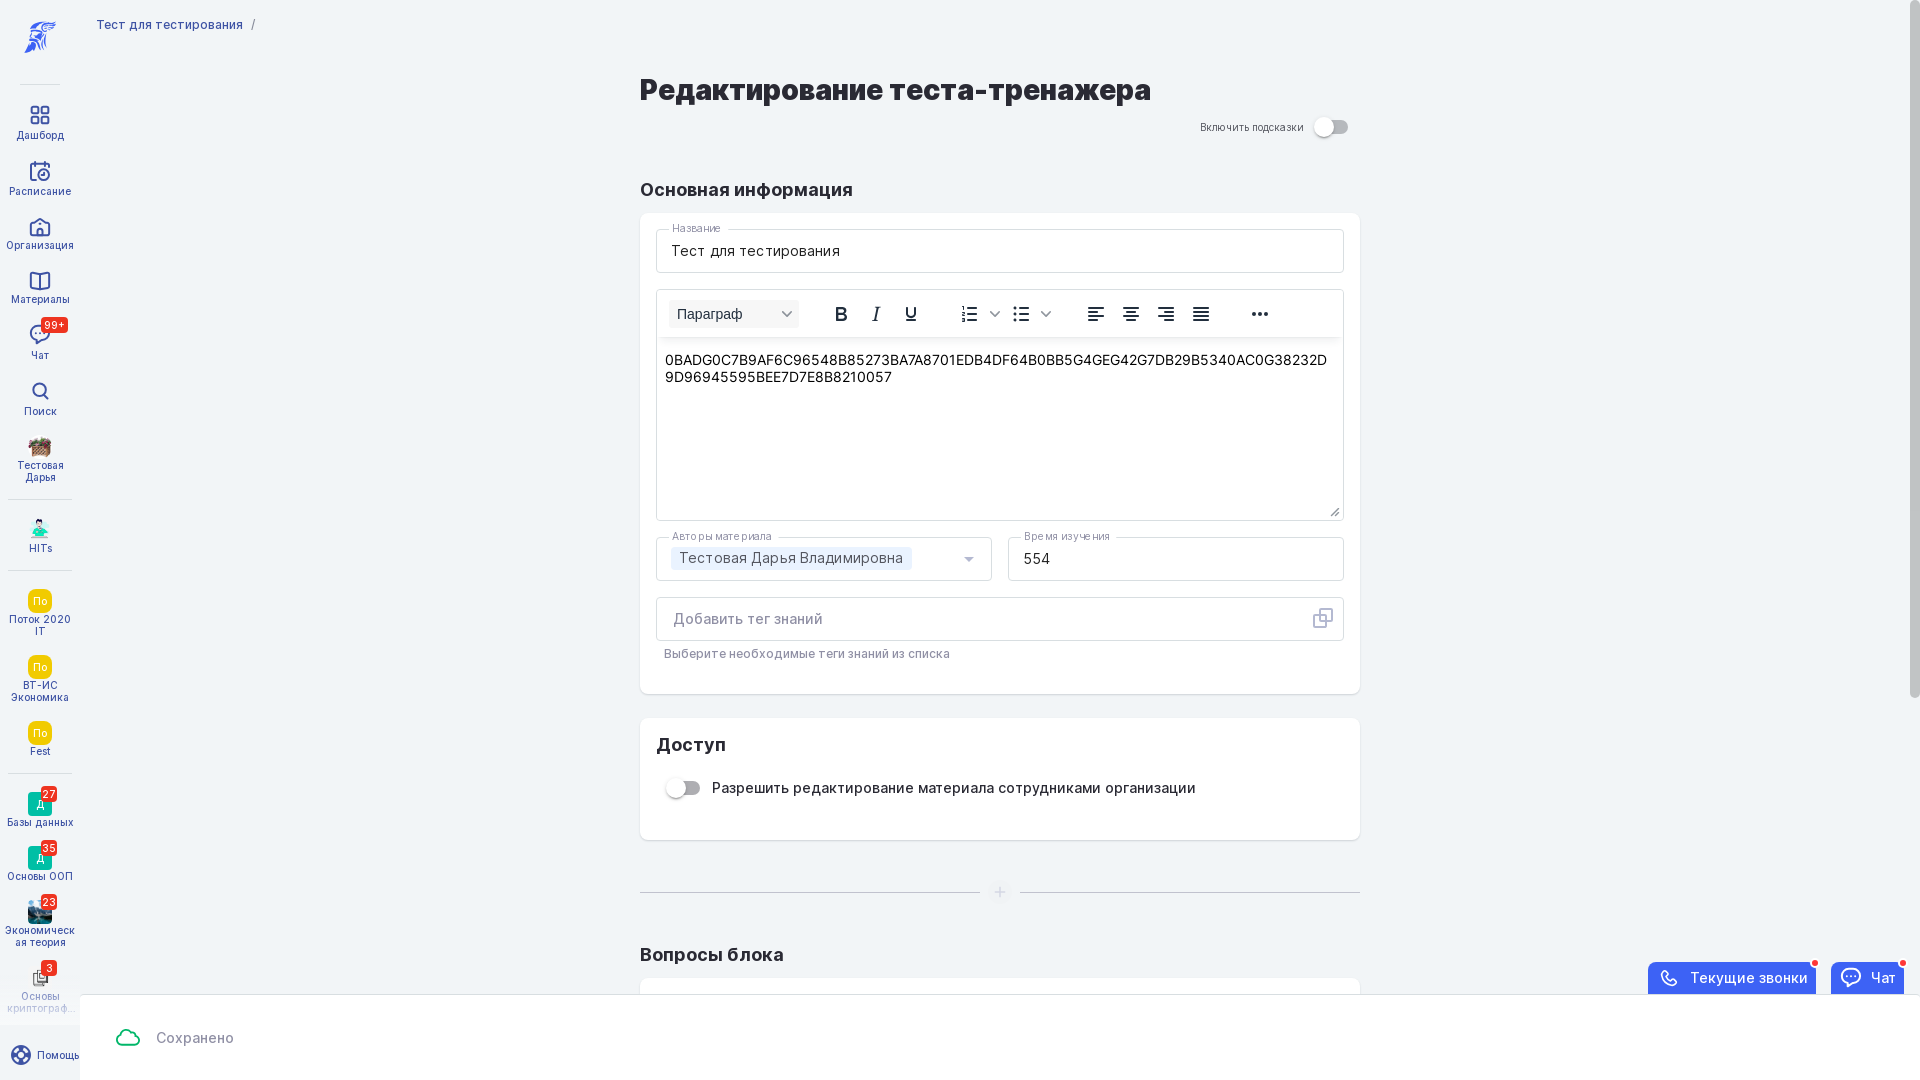 Тест для тестирования /
Редактирование теста-тренажера
Включить подсказки
Основная информация
Название
Тест для тестирования
Параграф
0BADG0C7B9AF6C96548B85273BA7A8701EDB4DF64B0BB5G4GEG42G7DB29B5340AC0G38232D
9D96945595BEE7D7E8B8210057
Авторы материала
Тестовая Дарья Владимировна
Время изучения
554
Добавить тег знаний
Выберите необходимые теги знаний из списка
Доступ
Разрешить редактирование материала сотрудниками организации
Вопросы блока
Дашборд
Расписание
Организация
Материалы
99+
Чат
Поиск
Тестовая
Дарья
HITs
По
Поток 2020
IT
По
ВТ-ИС
Экономика
По
Fest
27
Д
Базы данных
35
Д
Основы ООП
23
Экономическ
ая теория
3
Основы
криптограф...
Помощь
Сохранено
Текущие звонки
Чат